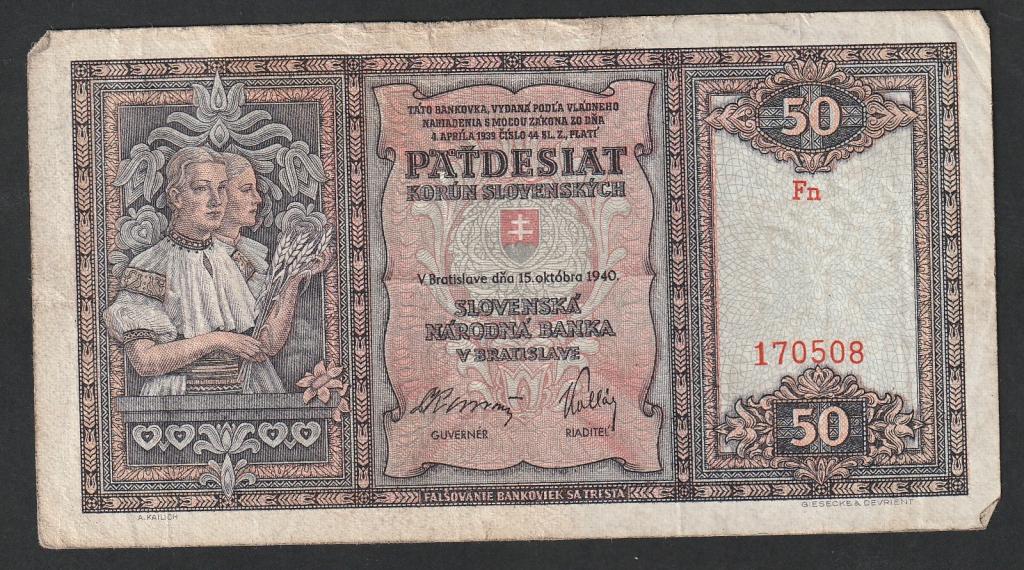 TÁTO BANKOVKA, VYDANÁ PODĽA VLÁDNEHO
NARIADENIA S MOCOU ZÁKONA ZO DŇA
4. APRÍLA 1939 ČÍSLO 44 SL. Z., PLATÍ
PÄŤDESIAT
KORÚN SLOVENSKÝCH
V Bratislave dňa 15. októbra 1940.
SLOVENSKÁ
NÁRODNÁ BANKA
V BRATISLAVE
GUVERNÉR
RIADITEĽ
FALŠOVANIE BANKOVIEK SA TRESTÁ
50
Fn
170508
50
A. KAILICH
GIESECKE & DEVRIENT